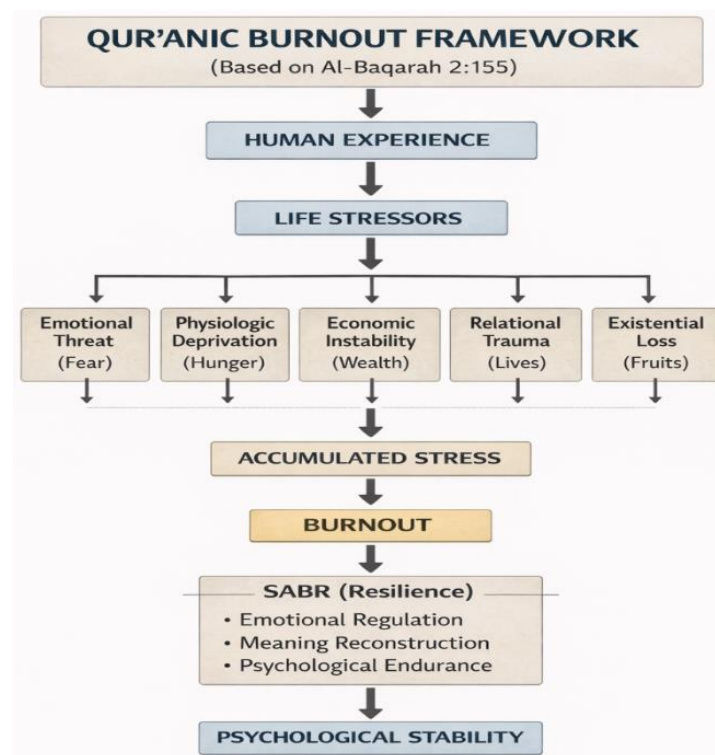 QUR'ANIC BURNOUT FRAMEWORK
(Based on Al-Baqarah 2:155)
HUMAN EXPERIENCE
LIFE STRESSORS
Emotional
Threat
(Fear)
Physiologic
Deprivation
(Hunger)
Economic
Instability
(Wealth)
Relational
Trauma
(Lives)
Existential
Loss
(Fruits)
ACCUMULATED STRESS
BURNOUT
SABR (Resilience)
• Emotional Regulation
• Meaning Reconstruction
• Psychological Endurance
PSYCHOLOGICAL STABILITY